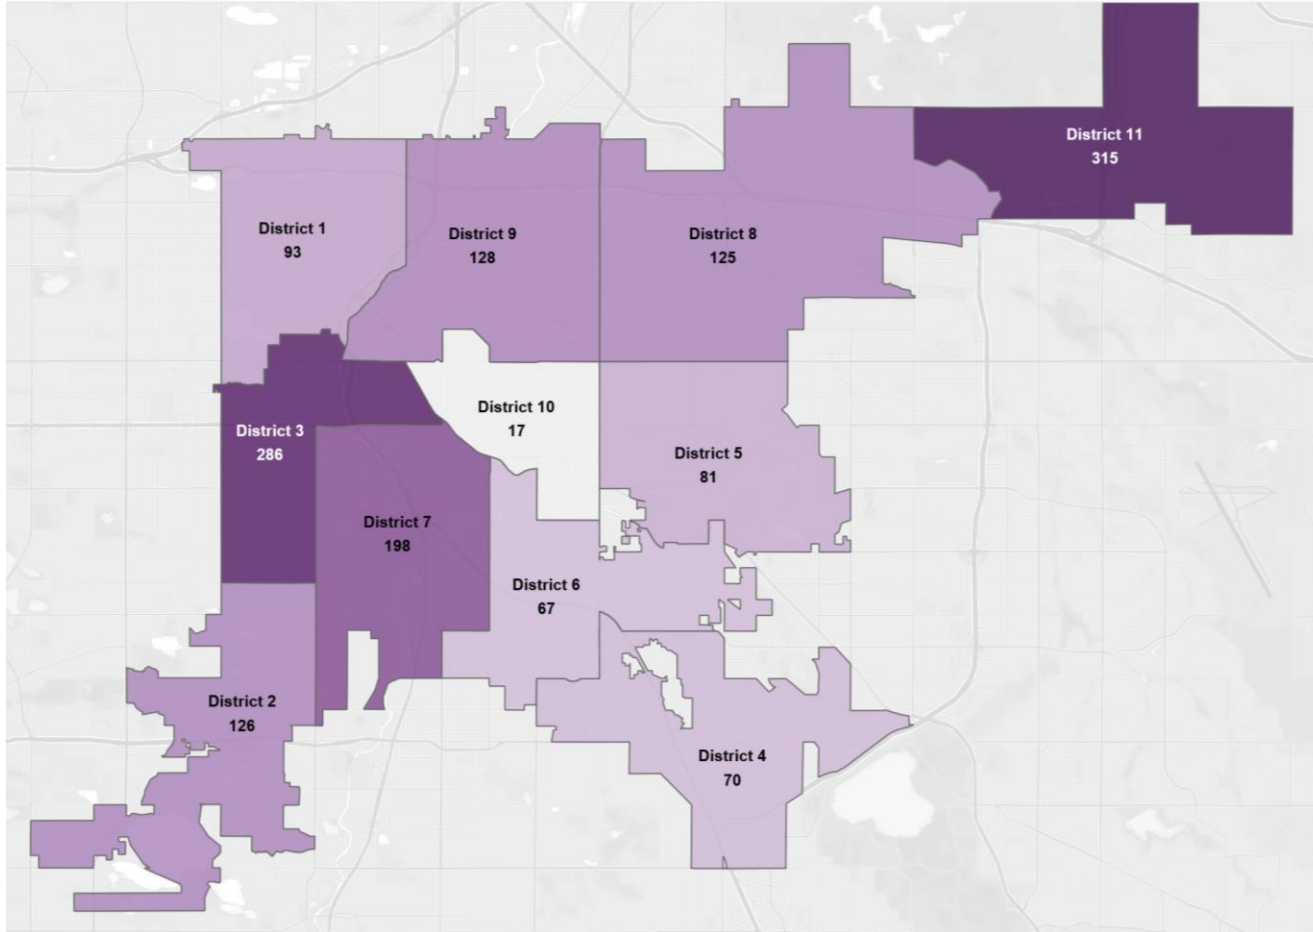 District 11
315
District 1
93
District 9
128
District 8
125
District 10
17
District 3
286
District 5
81
District 7
198
District 6
67
District 2
126
District 4
70